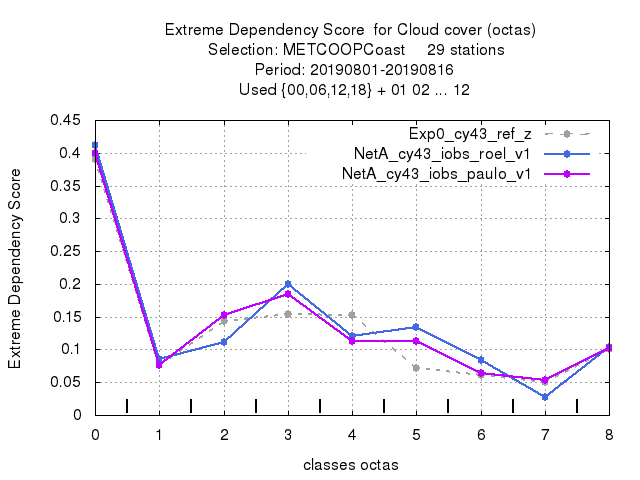 Extreme Dependency Score  for Cloud cover (octas)
Selection: METCOOPCoast     29 stations
Period: 20190801-20190816
Used {00,06,12,18} + 01 02 ... 12
Exp0_cy43_ref_z
NetA_cy43_iobs_roel_v1
NetA_cy43_iobs_paulo_v1
Extreme Dependency Score
0.45
0.4
0.35
0.3
0.25
0.2
0.15
0.1
0.05
0
0 1 2 3 4 5 6 7 8
classes octas